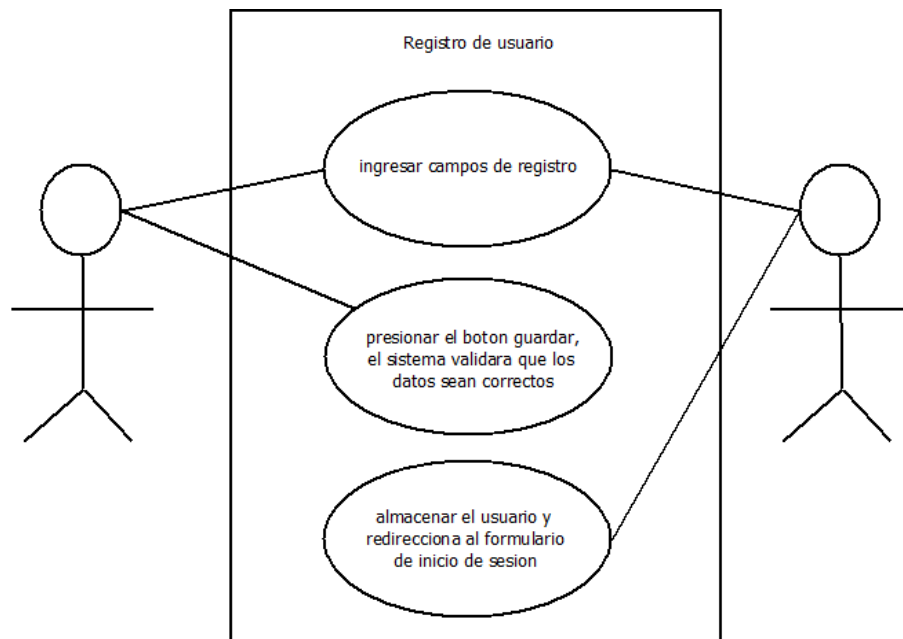 Registro de usuario
ingresar campos de registro
presionar el boton guardar,
el sistema validara que los
datos sean correctos
almacenar el usuario y
redirecciona al formulario
de inicio de sesion